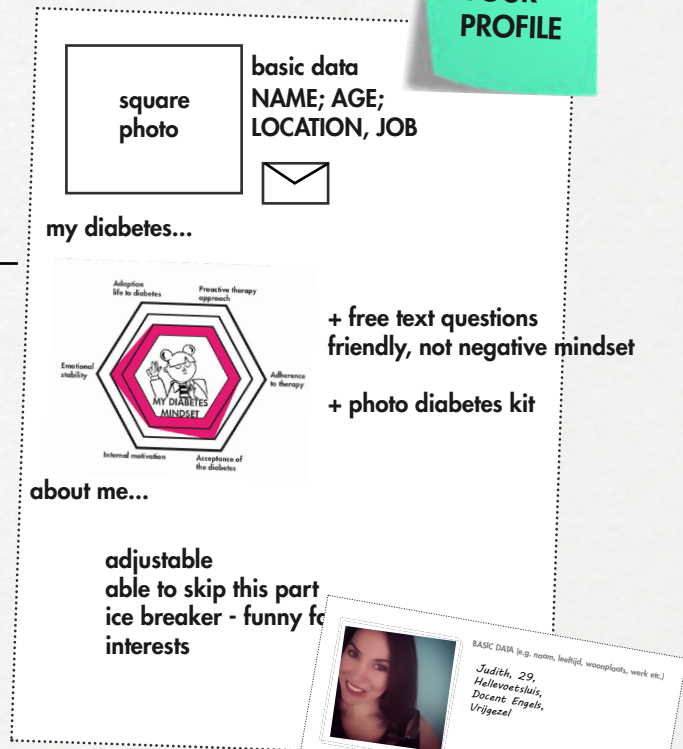 PROFILE
square
photo
basic data
NAME; AGE;
LOCATION, JOB
my diabetes...
Adaption
life to diabetes
Proactive therapy
approach
Emotional
stability
Adherence
to therapy
MY DIABETES
MINDSET
Internal motivation
Acceptance of
the diabetes
+ free text questions
friendly, not negative mindset
+ photo diabetes kit
about me...
adjustable
able to skip this part
ice breaker - funny
interests
BASIC DATA (e.g. naam, leeftijd, woonplaats, werk etc.)
Judith, 29,
Hellevoetsluis,
Docent Engels,
Vrijgezel